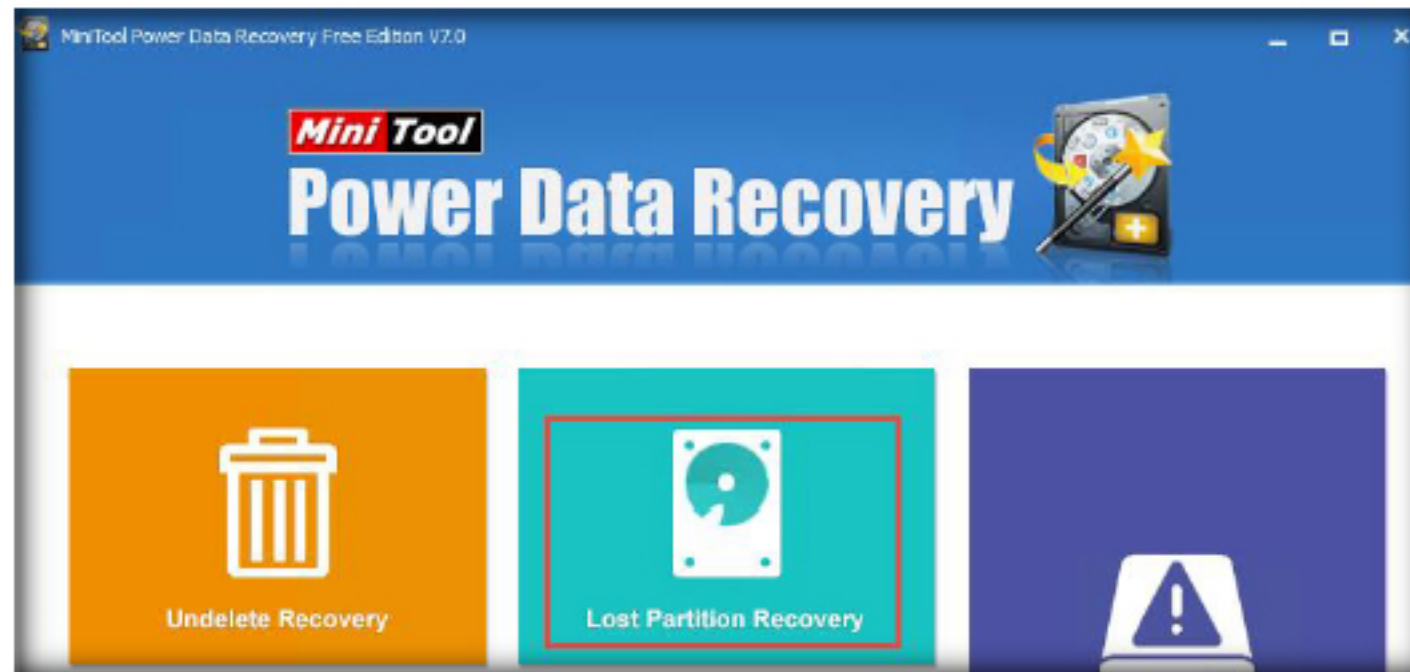 MiniTool Power Data Recovery Free Edition V7.0
Mini Tool
Power Data Recovery
Undelete Recovery
Lost Partition Recovery